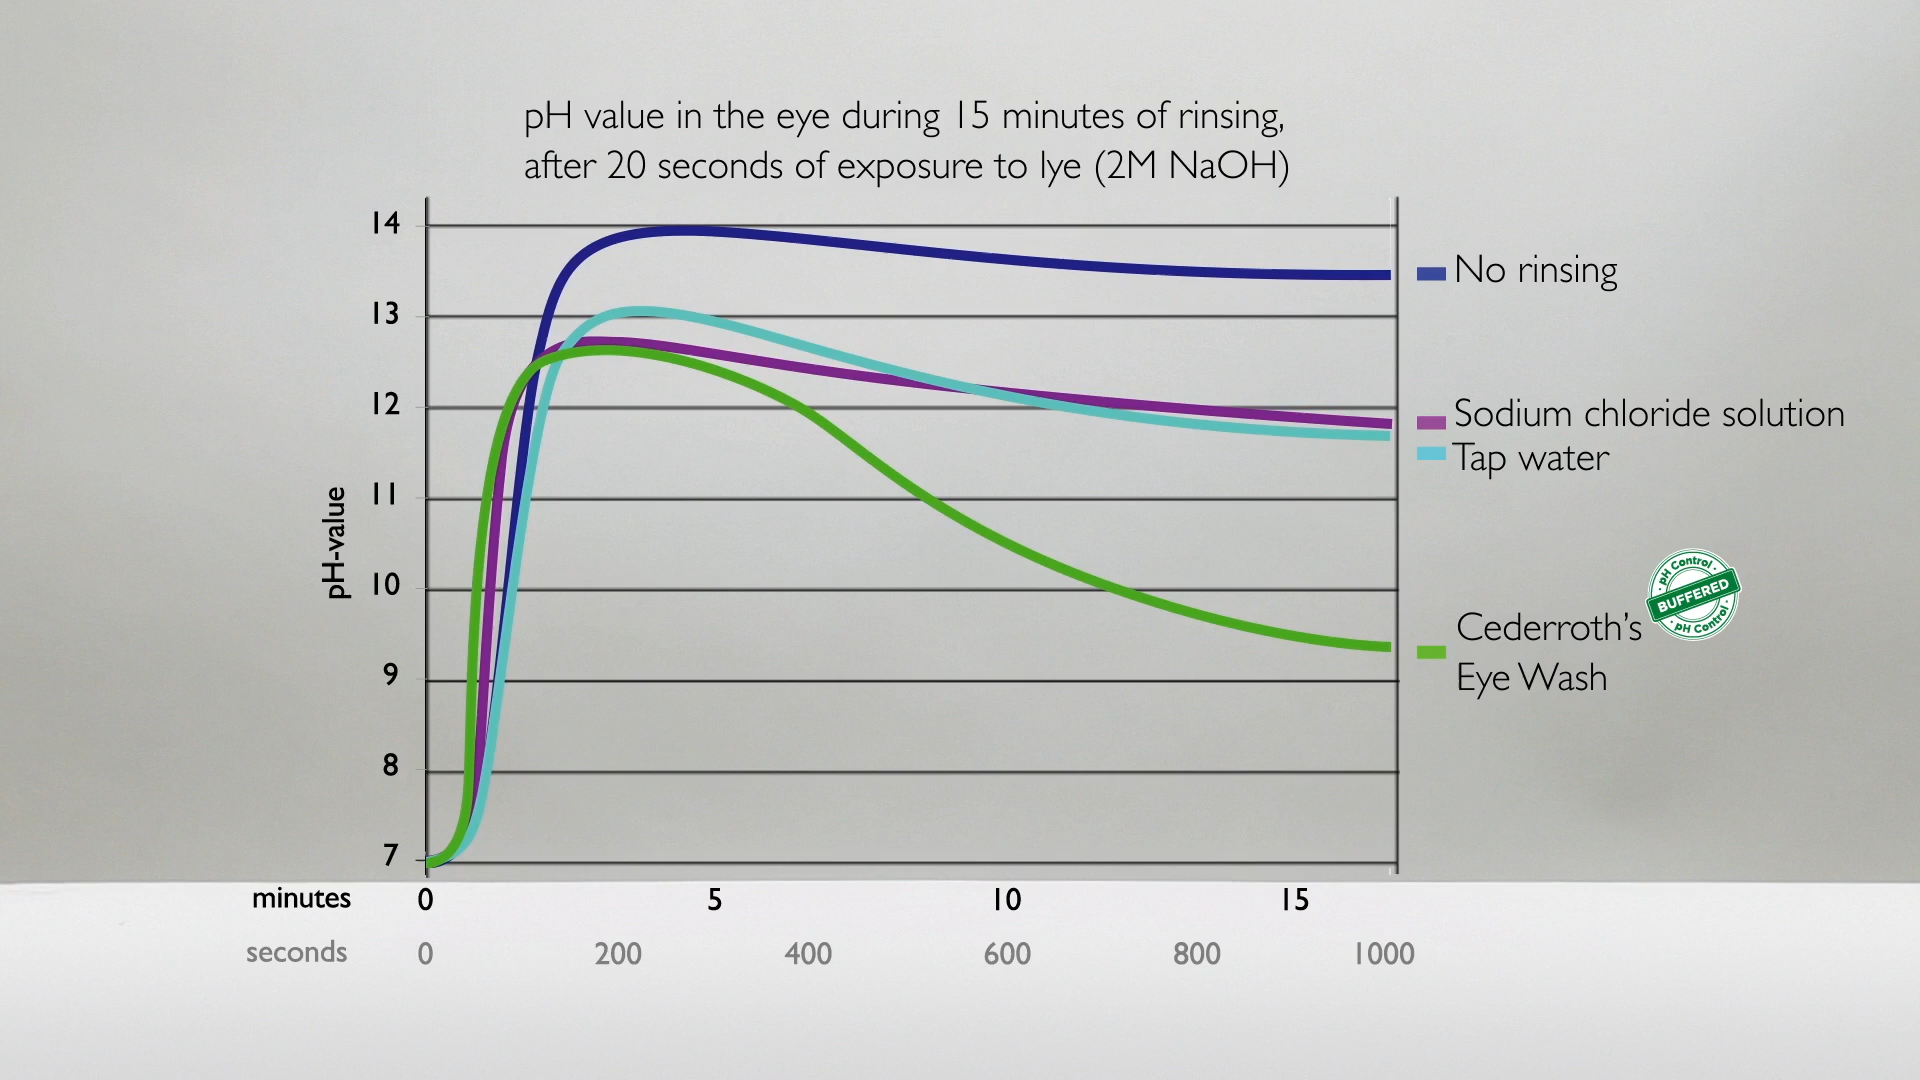 pH value in the eye during 15 minutes of rinsing,
after 20 seconds of exposure to lye (2M NaOH)
14
13
12
11
10
9
8
7
pH-value
No rinsing
Sodium chloride solution
Tap water
· pH Control ·
BUFFERED
· pH Control ·
Cederroth’s
Eye Wash
minutes 0 5 10 15
seconds 0 200 400 600 800 1000